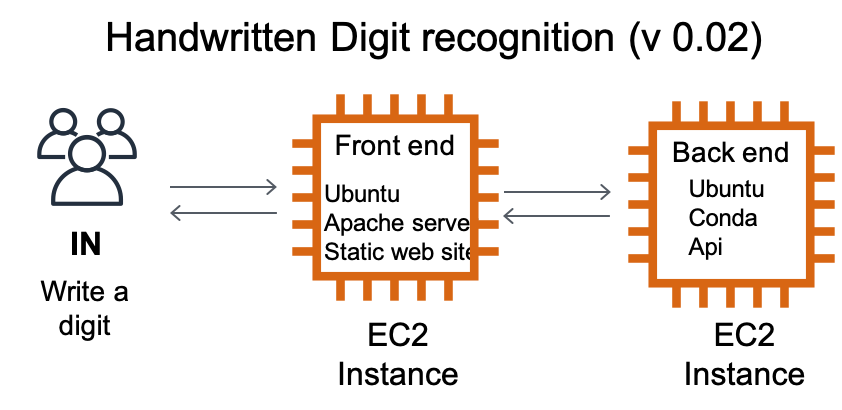 Handwritten Digit recognition (v 0.02)
IN
Write a
digit
Front end
Ubuntu
Apache serve
Static web site
EC2
Instance
Back end
Ubuntu
Conda
Api
EC2
Instance